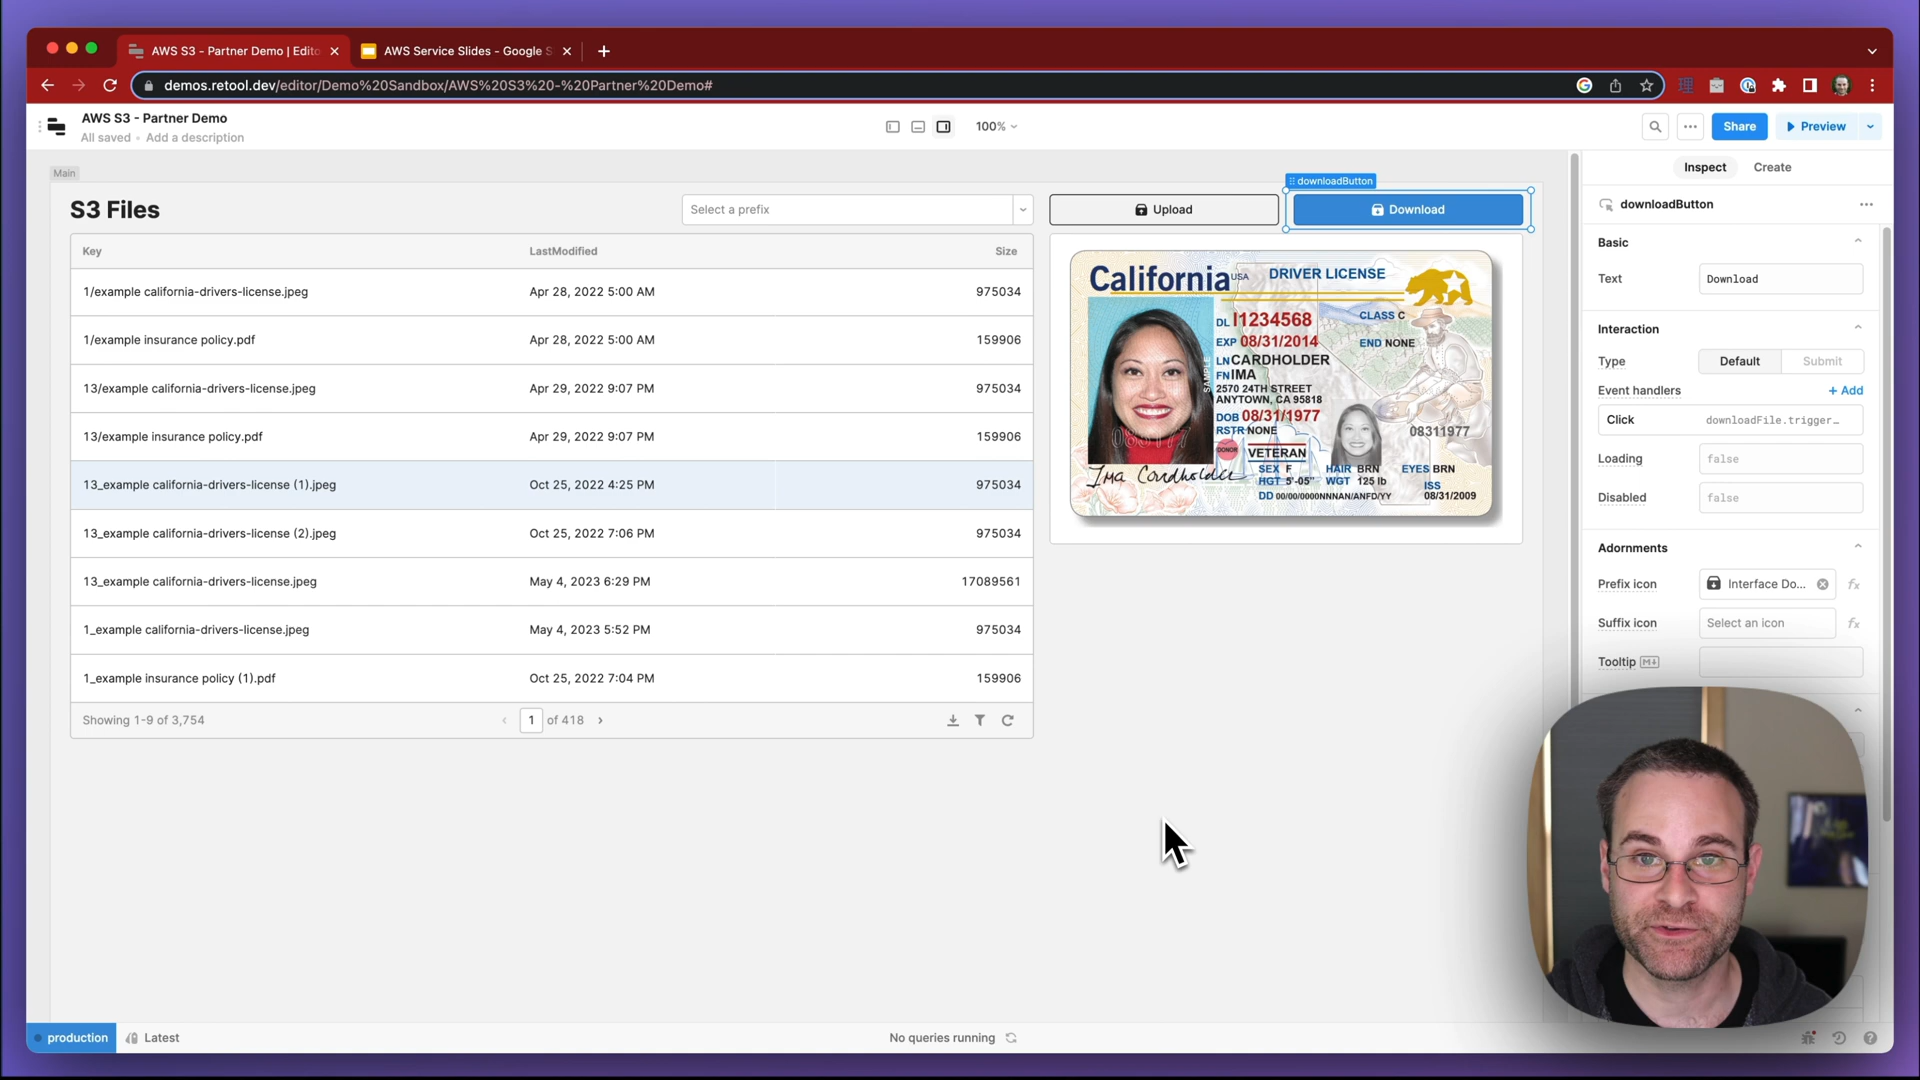 AWS S3 - Partner Demo | Edito
AWS Service Slides - Google S
demos.retool.dev/editor/Demo%20Sandbox/AWS%20S3%20-%20Partner%20Demo#
AWS S3 - Partner Demo
All saved • Add a description
100%
Share
Preview
Main
S3 Files
Select a prefix
Upload
downloadButton
Download
Key LastModified Size
1/example california-drivers-license.jpeg Apr 28, 2022 5:00 AM 975034
1/example insurance policy.pdf Apr 28, 2022 5:00 AM 159906
13/example california-drivers-license.jpeg Apr 29, 2022 9:07 PM 975034
13/example insurance policy.pdf Apr 29, 2022 9:07 PM 159906
13_example california-drivers-license (1).jpeg Oct 25, 2022 4:25 PM 975034
13_example california-drivers-license (2).jpeg Oct 25, 2022 7:06 PM 975034
13_example california-drivers-license.jpeg May 4, 2023 6:29 PM 17089561
1_example california-drivers-license.jpeg May 4, 2023 5:52 PM 975034
1_example insurance policy (1).pdf Oct 25, 2022 7:04 PM 159906
Showing 1-9 of 3,754
1 of 418
California USA DRIVER LICENSE
DL I1234568 CLASS C
EXP 08/31/2014 END NONE
LN CARDHOLDER
FN IMA
2570 24TH STREET
ANYTOWN, CA 95818
DOB 08/31/1977
RSTR NONE 08311977
SAMPLE
DONOR
VETERAN
SEX F HAIR BRN EYES BRN
HGT 5'-05" WGT 125 lb ISS
DD 00/00/0000NNNAN/ANFD/YY 08/31/2009
Ima Cardholder
Inspect Create
downloadButton
Basic
Text Download
Interaction
Type Default Submit
Event handlers + Add
Click downloadFile.trigger…
Loading false
Disabled false
Adornments
Prefix icon Interface Do... fx
Suffix icon Select an icon fx
Tooltip
production Latest No queries running